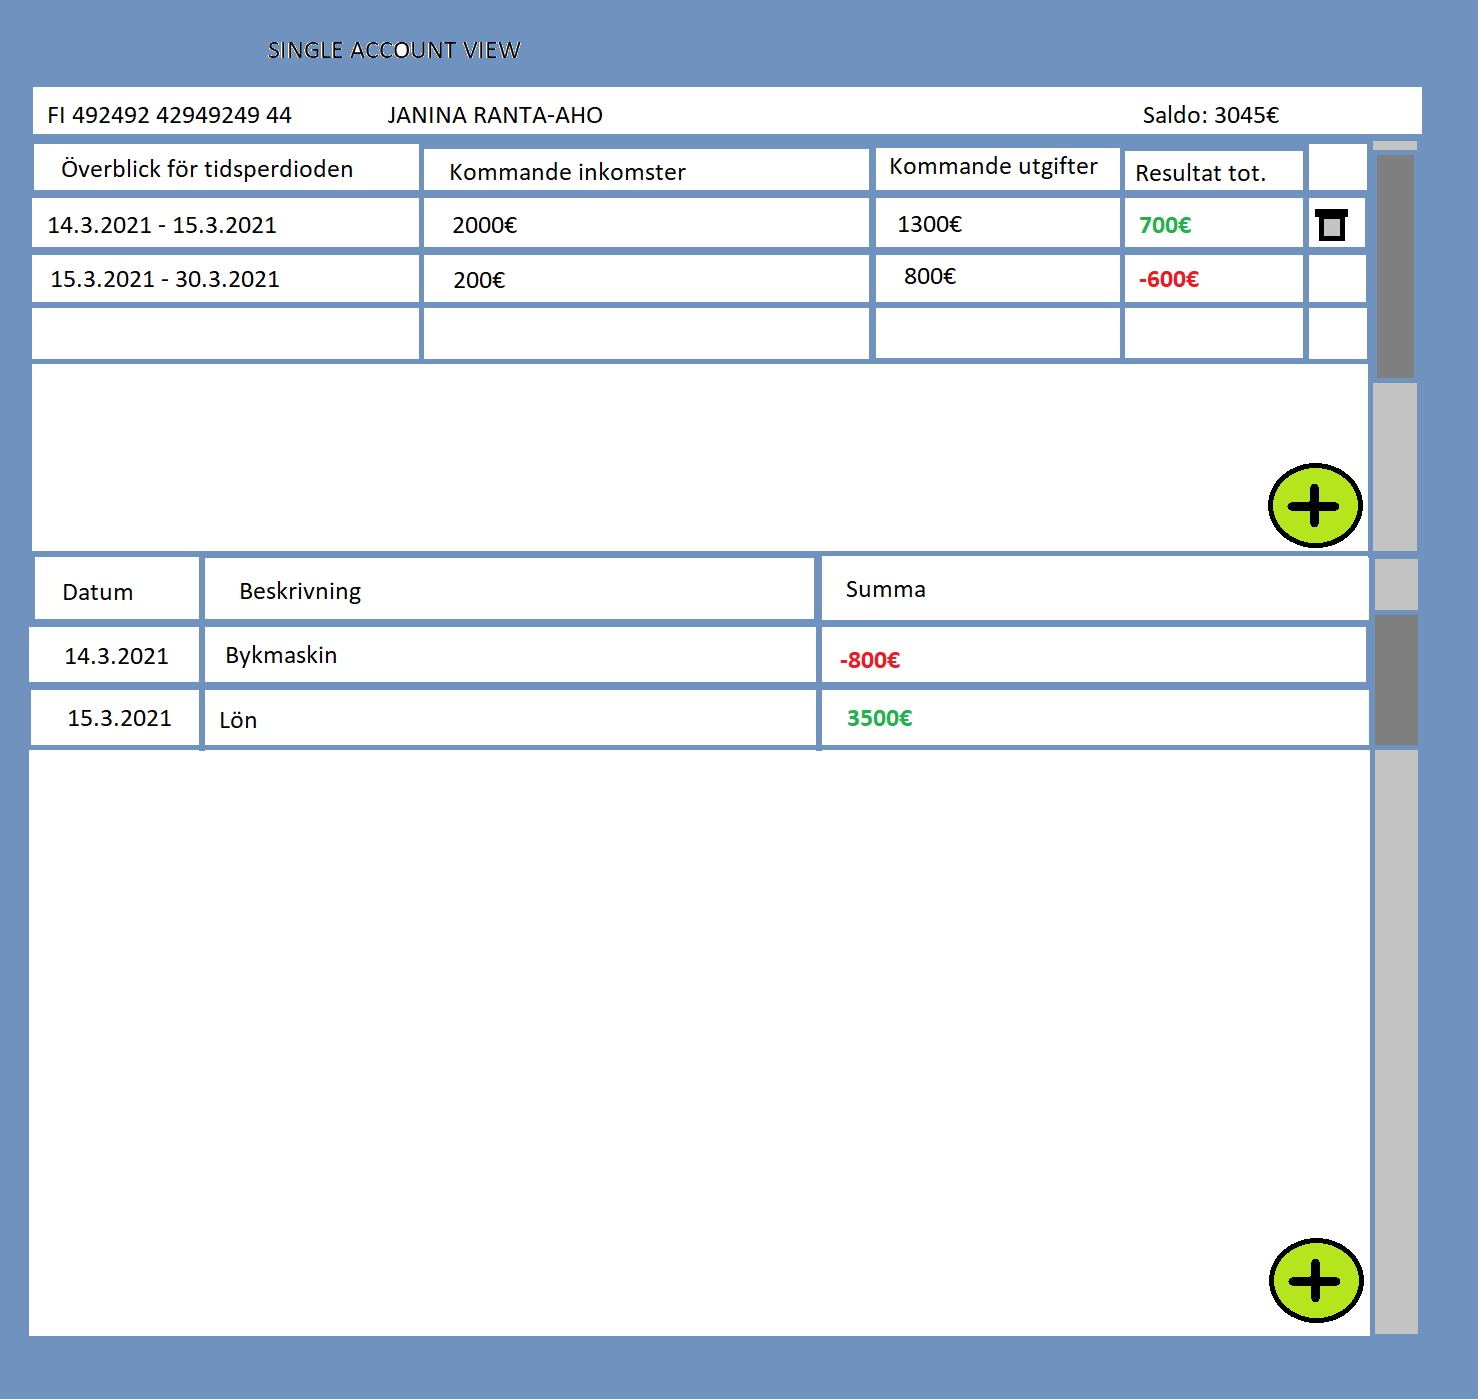 SINGLE ACCOUNT VIEW
FI 492492 42949249 44 JANINA RANTA-AHO Saldo: 3045€
Överblick för tidsperdioden Kommande inkomster Kommande utgifter Resultat tot.
14.3.2021 - 15.3.2021 2000€ 1300€ 700€
15.3.2021 - 30.3.2021 200€ 800€ -600€
Datum Beskrivning Summa
14.3.2021 Bykmaskin -800€
15.3.2021 Lön 3500€